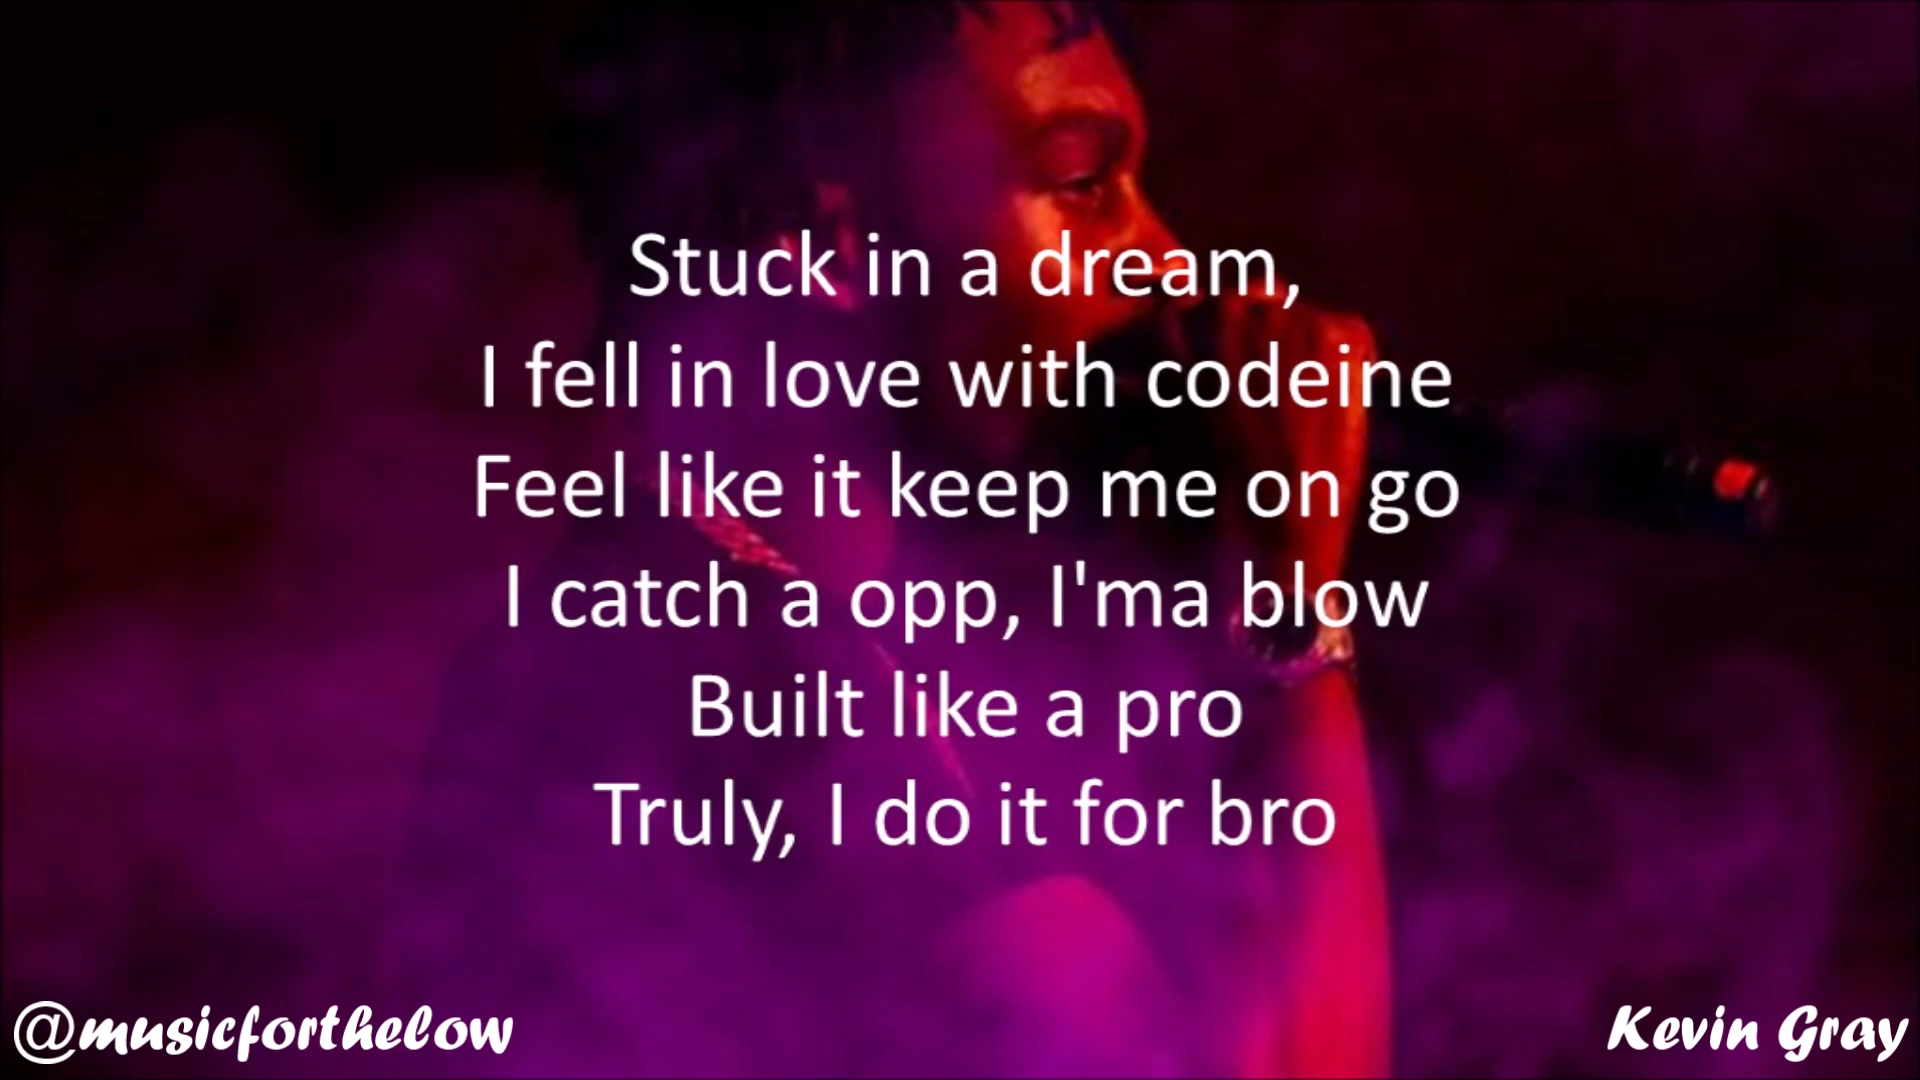 Stuck in a dream,
I fell in love with codeine
Feel like it keep me on go
I catch a opp, I'ma blow
Built like a pro
Truly, I do it for bro
@musicforthelow
Kevin Gray